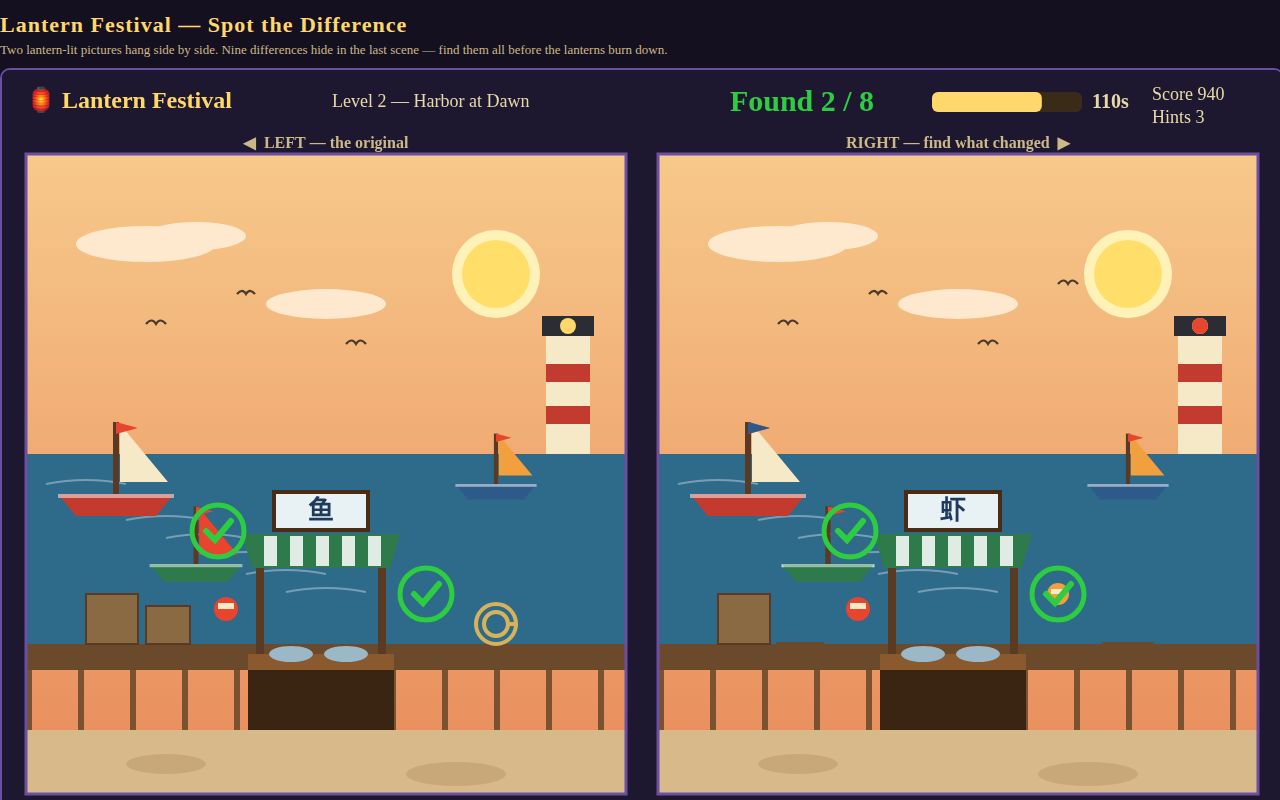 Lantern Festival — Spot the Difference
Two lantern-lit pictures hang side by side. Nine differences hide in the last scene — find them all before the lanterns burn down.
🏮 Lantern Festival
Level 2 — Harbor at Dawn
Found 2 / 8
110s
Score 940
Hints 3
◀ LEFT — the original
RIGHT — find what changed ▶
鱼
虾